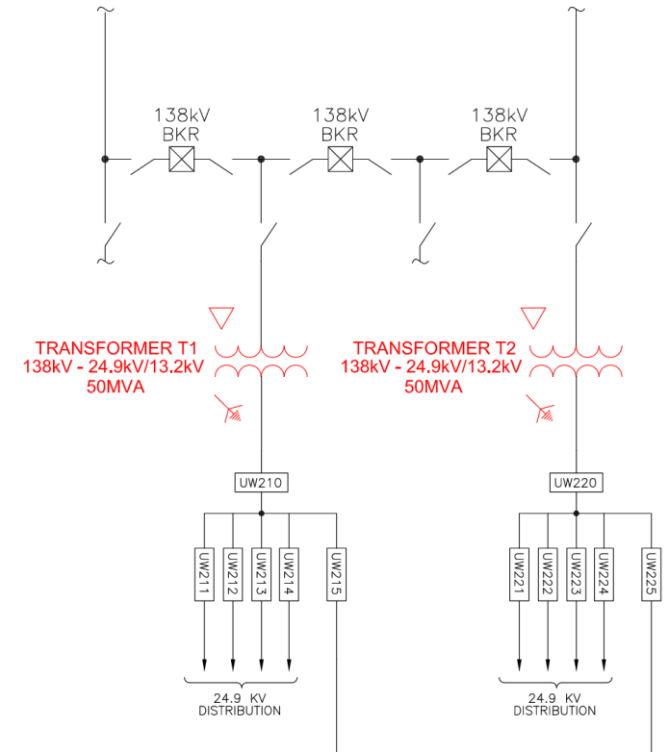 138kV
BKR
138kV
BKR
138kV
BKR
TRANSFORMER T1
138kV - 24.9kV/13.2kV
50MVA
TRANSFORMER T2
138kV - 24.9kV/13.2kV
50MVA
UW210
UW220
UW211
UW212
UW213
UW214
UW215
UW221
UW222
UW223
UW224
UW225
24.9 KV
DISTRIBUTION
24.9 KV
DISTRIBUTION